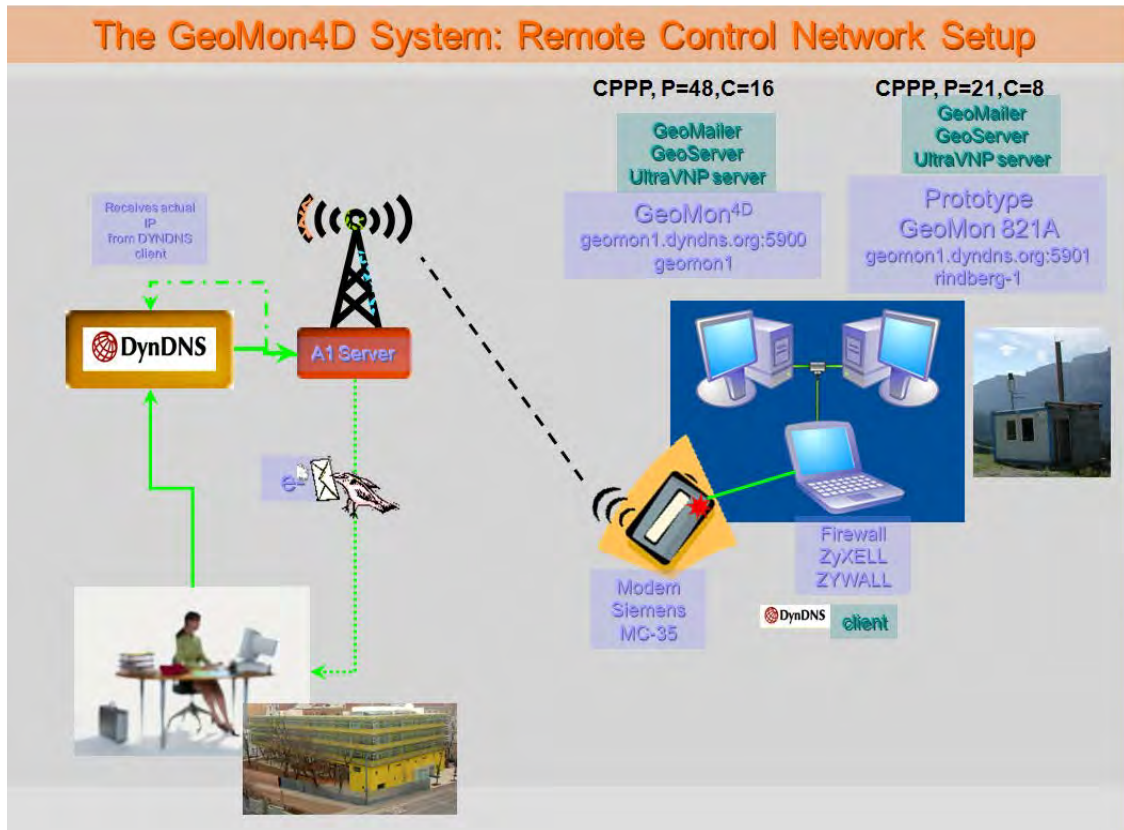 The GeoMon4D System: Remote Control Network Setup
CPPP, P=48,C=16
GeoMailer
GeoServer
UltraVNP server
GeoMon4D
geomon1.dyndns.org:5900
geomon1
CPPP, P=21,C=8
GeoMailer
GeoServer
UltraVNP server
Prototype
GeoMon 821A
geomon1.dyndns.org:5901
rindberg-1
Receives actual
IP
from DYNDNS
client
DynDNS
A1 Server
e-
Modem
Siemens
MC-35
Firewall
ZyXELL
ZYWALL
DynDNS
client